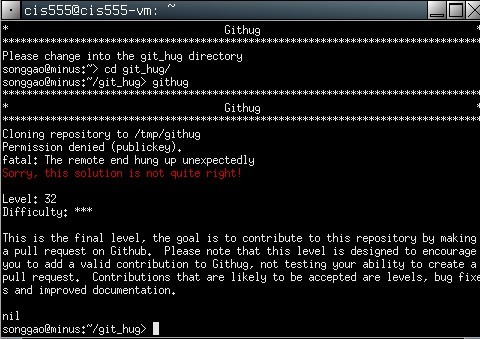 cis555@cis555-vm: ~
* Githug *
********************************************************************************
Please change into the git_hug directory
songgao@minus:~> cd git_hug/
songgao@minus:~/git_hug> githug
********************************************************************************
* Githug *
********************************************************************************
Cloning repository to /tmp/githug
Permission denied (publickey).
fatal: The remote end hung up unexpectedly
Sorry, this solution is not quite right!
Level: 32
Difficulty: ***
This is the final level, the goal is to contribute to this repository by making
a pull request on Github.  Please note that this level is designed to encourage
you to add a valid contribution to Githug, not testing your ability to create a
pull request.  Contributions that are likely to be accepted are levels, bug fixe
s and improved documentation.
nil
songgao@minus:~/git_hug>